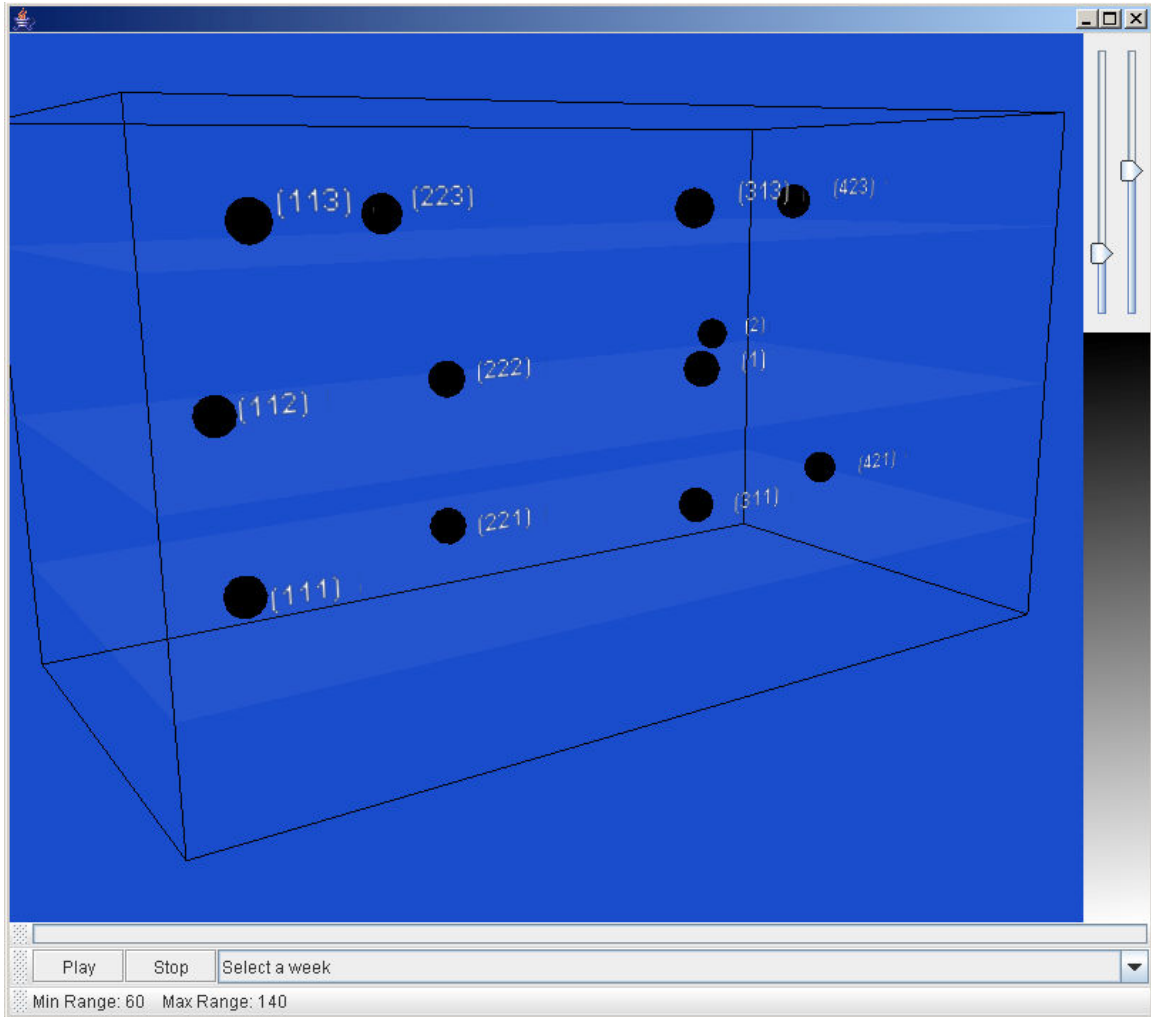 (113) (223) (313) (423)
(2)
(222) (1)
(112)
(421)
(221) (311)
(111)
Play Stop Select a week
Min Range: 60 Max Range: 140